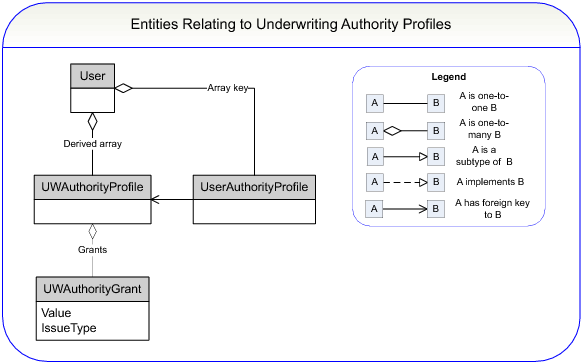 Entities Relating to Underwriting Authority Profiles
User
Array key
Derived array
UWAuthorityProfile
UserAuthorityProfile
Grants
UWAuthorityGrant
Value
IssueType
Legend
A
B
A is one-to-
one B
A
B
A is one-to-
many B
A
B
A is a
subtype of B
A
B
A implements B
A
B
A has foreign key
to B